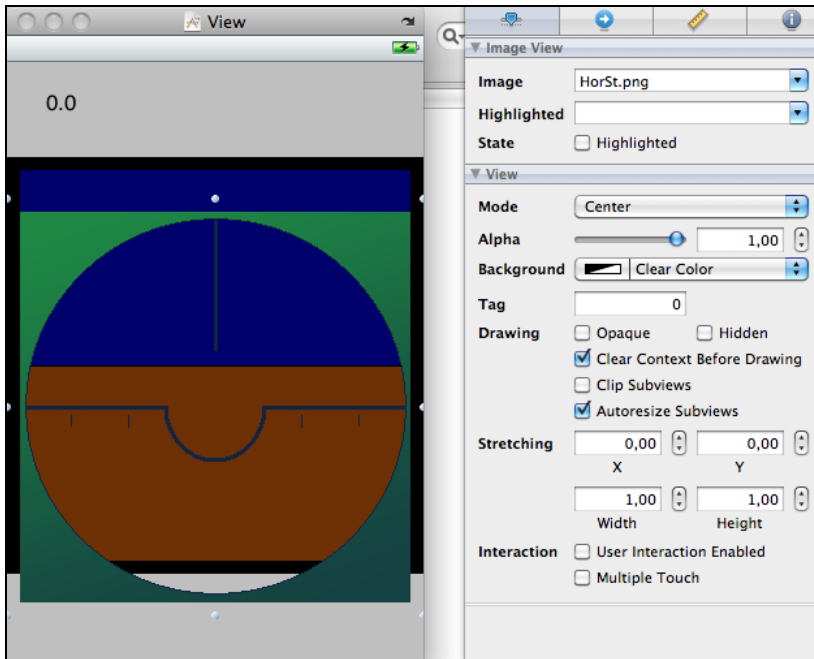 View
0.0
Image View
Image HorSt.png
Highlighted
State Highlighted
View
Mode Center
Alpha 1,00
Background Clear Color
Tag 0
Drawing Opaque Hidden
Clear Context Before Drawing
Clip Subviews
Autoresize Subviews
Stretching 0,00 0,00
X Y
1,00 1,00
Width Height
Interaction User Interaction Enabled
Multiple Touch